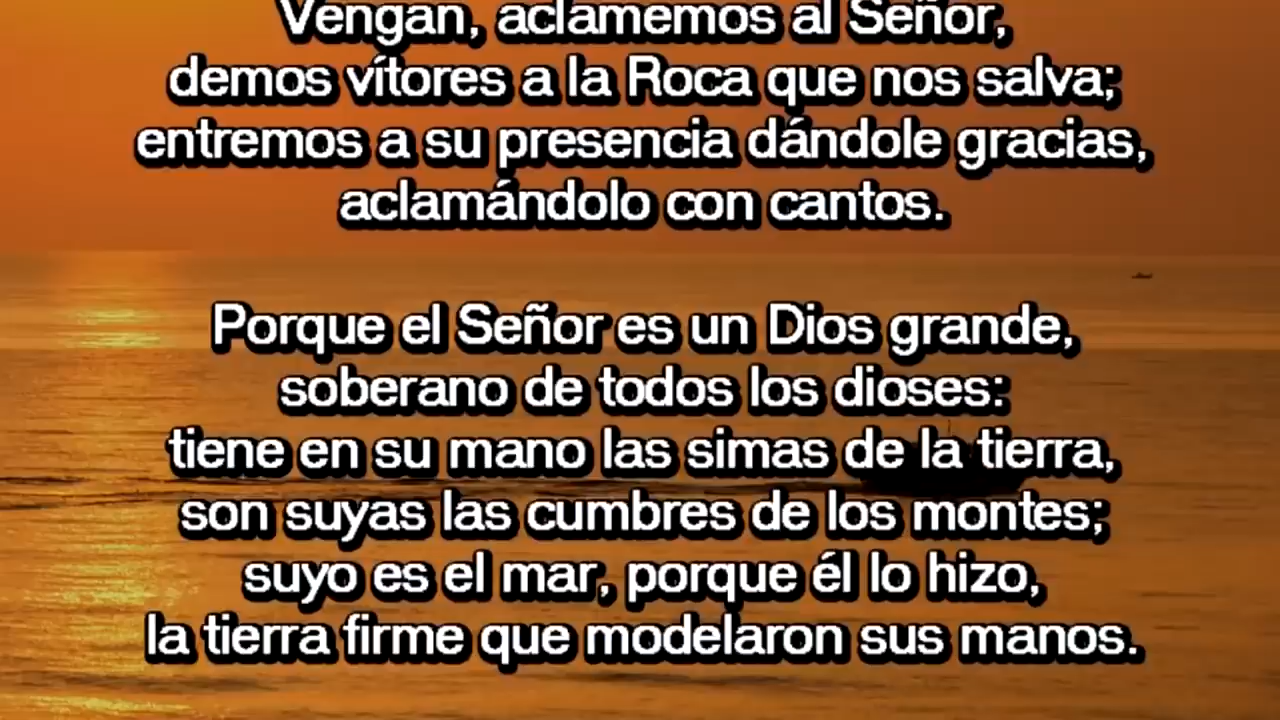 Vengan, aclamemos al Señor,
demos vítores a la Roca que nos salva;
entremos a su presencia dándole gracias,
aclamándolo con cantos.
Porque el Señor es un Dios grande,
soberano de todos los dioses:
tiene en su mano las simas de la tierra,
son suyas las cumbres de los montes;
suyo es el mar, porque él lo hizo,
la tierra firme que modelaron sus manos.